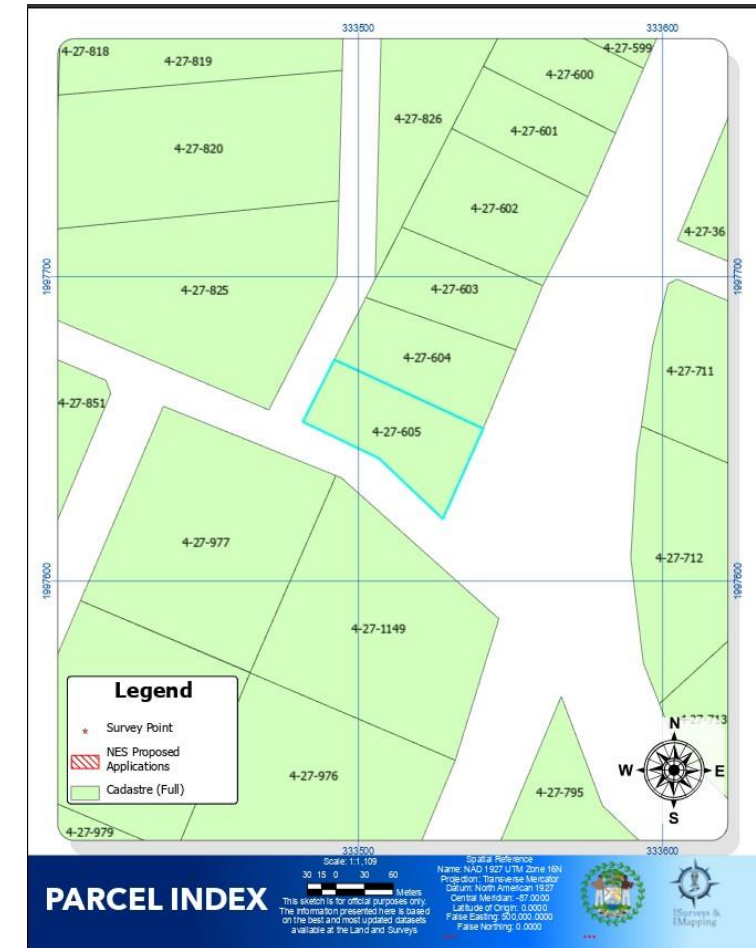 333500
333600
4-27-818
4-27-819
4-27-599
4-27-600
4-27-826
4-27-601
4-27-820
4-27-602
4-27-36
1997700
1997700
4-27-825
4-27-603
4-27-604
4-27-711
4-27-851
4-27-605
4-27-977
4-27-712
1997600
1997600
4-27-1149
Legend
Survey Point
NES Proposed
Applications
Cadastre (Full)
4-27-713
N
W
E
S
4-27-976
4-27-795
4-27-979
333500
333600
PARCEL INDEX
Scale: 1:1,109
30 15 0 30 60
Meters
This sketch is for official purposes only.
The information presented here is based
on the best and most updated datasets
available at the Land and Surveys
Spatial Reference
Name: NAD 1927 UTM Zone 16N
Projection: Transverse Mercator
Datum: North American 1927
Central Meridian: -87.0000
Latitude of Origin: 0.0000
False Easting: 500,000.0000
False Northing: 0.0000
ISurveys &
IMapping